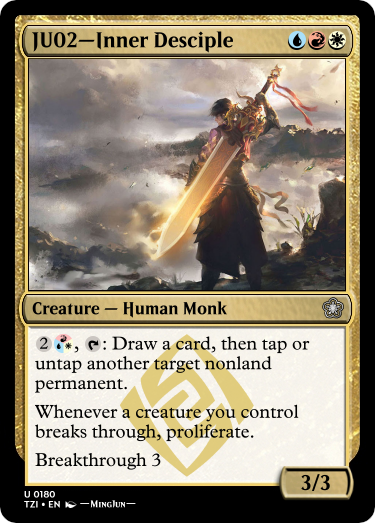 JU02—Inner Desciple
Creature — Human Monk
2, : Draw a card, then tap or
untap another target nonland
permanent.
Whenever a creature you control
breaks through, proliferate.
Breakthrough 3
3/3
U 0180
TZI • EN MingJun